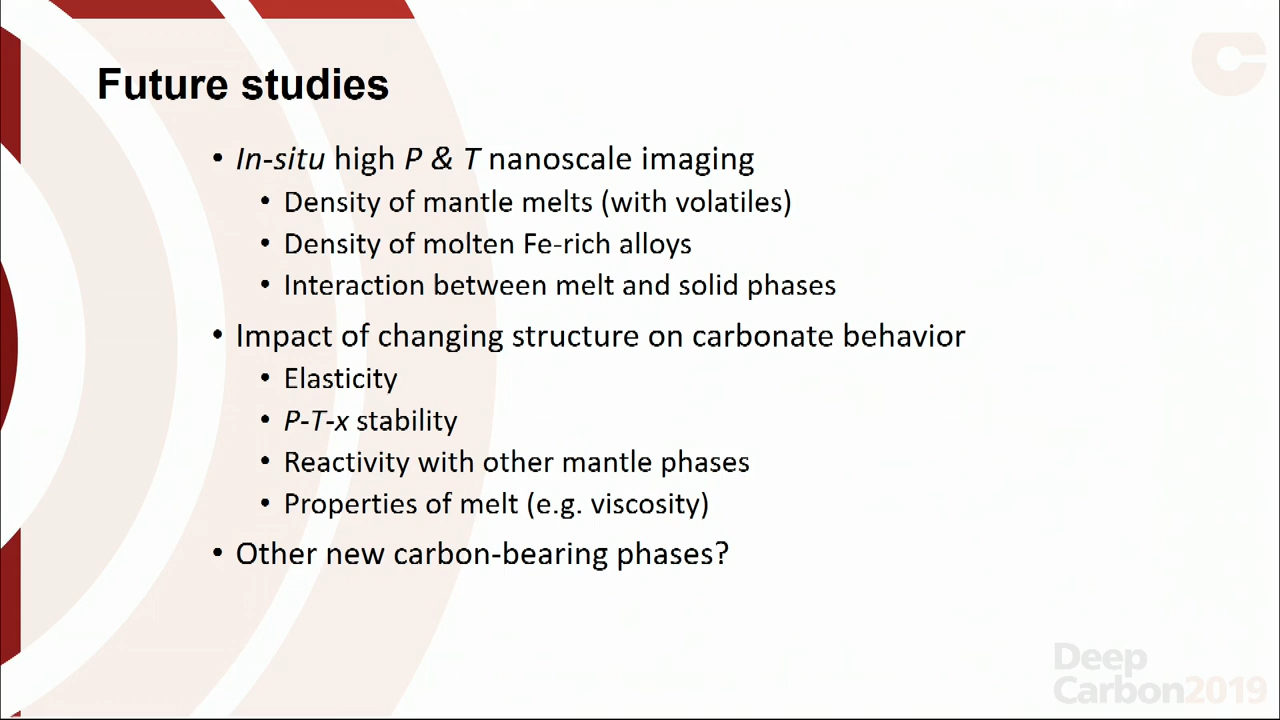 Future studies
• In-situ high P & T nanoscale imaging
• Density of mantle melts (with volatiles)
• Density of molten Fe-rich alloys
• Interaction between melt and solid phases
• Impact of changing structure on carbonate behavior
• Elasticity
• P-T-x stability
• Reactivity with other mantle phases
• Properties of melt (e.g. viscosity)
• Other new carbon-bearing phases?
Deep
Carbon2019